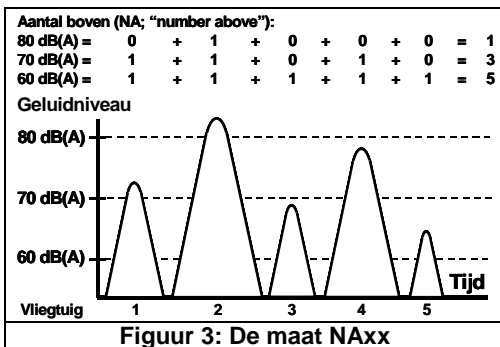 Aantal boven (NA; “number above”):
80 dB(A) = 0 + 1 + 0 + 0 + 0 = 1
70 dB(A) = 1 + 1 + 0 + 1 + 0 = 3
60 dB(A) = 1 + 1 + 1 + 1 + 1 = 5
Geluidniveau
80 dB(A)
70 dB(A)
60 dB(A)
Tijd
Vliegtuig 1 2 3 4 5
Figuur 3: De maat NAxx